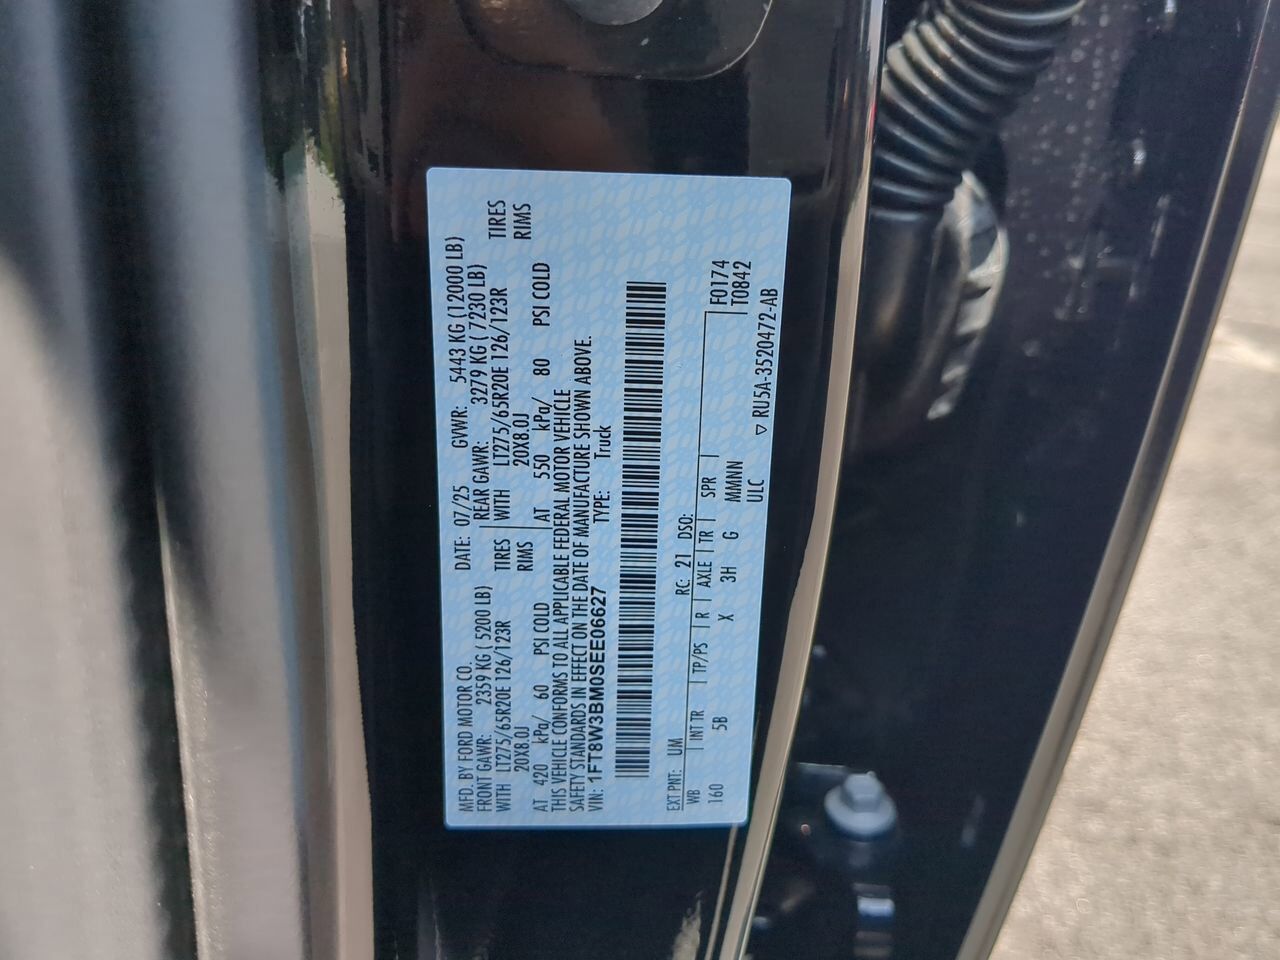 MFD. BY FORD MOTOR CO. DATE: 07/25 GVWR: 5443 KG (12000 LB)
FRONT GAWR: 2359 KG ( 5200 LB) REAR GAWR: 3279 KG ( 7230 LB)
WITH LT275/65R20E 126/123R TIRES WITH LT275/65R20E 126/123R TIRES
20X8.0J RIMS 20X8.0J RIMS
AT 420 kPa/ 60 PSI COLD AT 550 kPa/ 80 PSI COLD
THIS VEHICLE CONFORMS TO ALL APPLICABLE FEDERAL MOTOR VEHICLE
SAFETY STANDARDS IN EFFECT ON THE DATE OF MANUFACTURE SHOWN ABOVE.
VIN: 1FT8W3BM0SEE06627 TYPE: Truck
EXT PNT: UM RC: 21 DSO:
WB INT TR TP/PS R AXLE TR SPR F0174
160 5B X 3H G MMNN T0842
ULC ▽ RU5A-3520472-AB